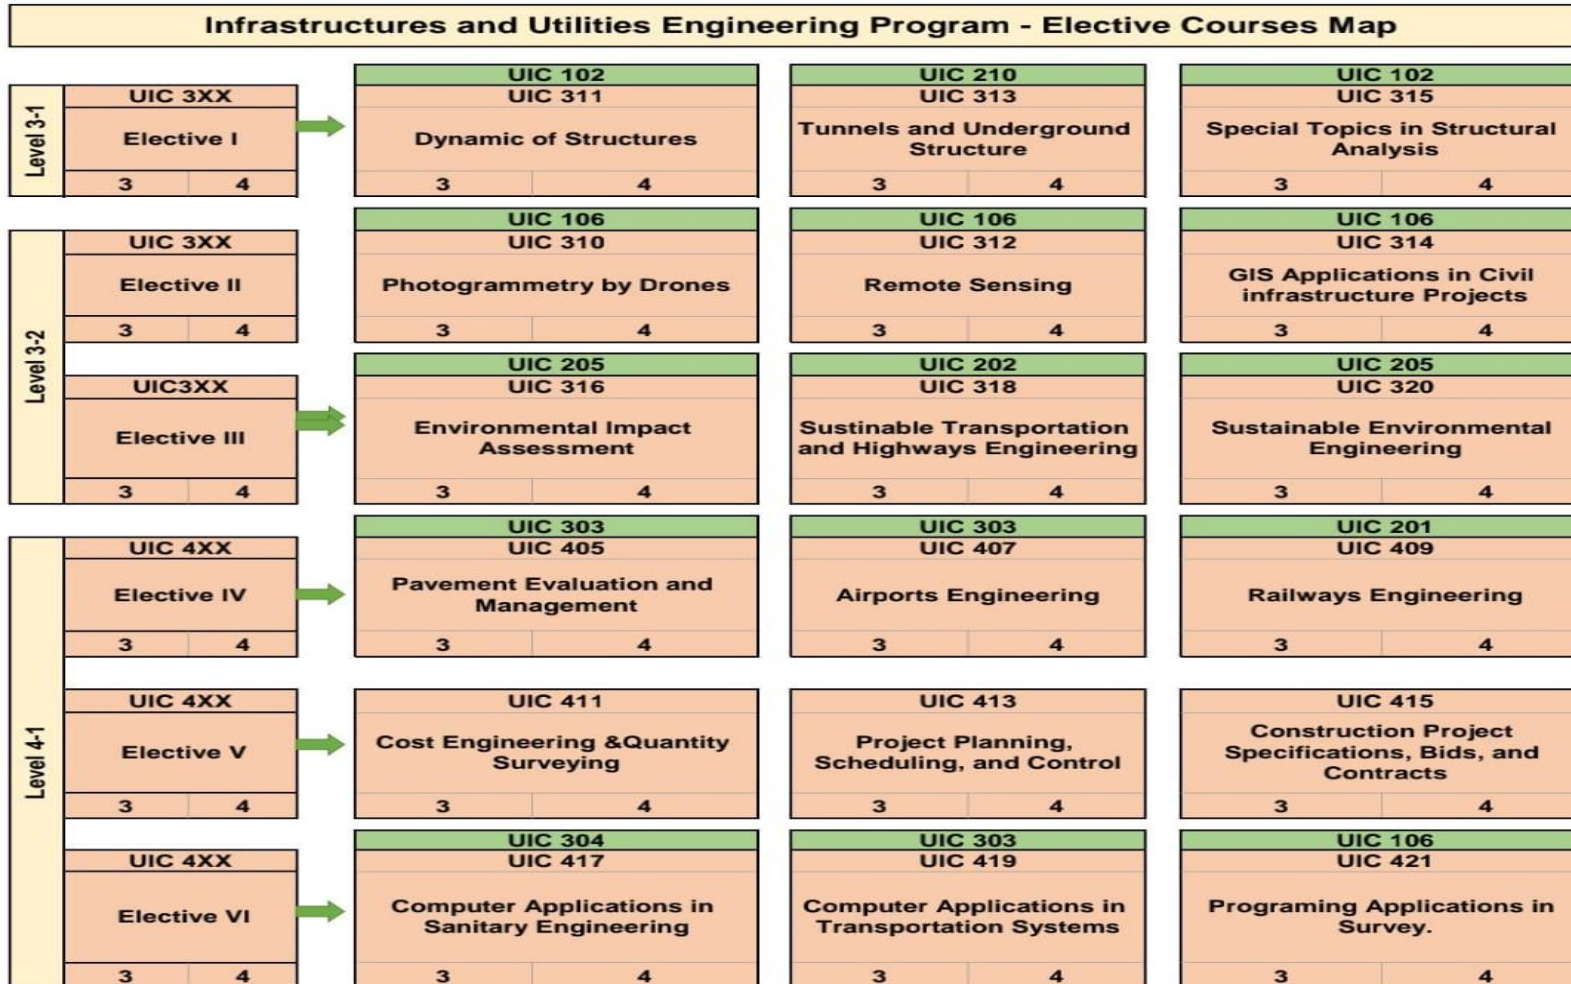 Infrastructures and Utilities Engineering Program - Elective Courses Map
Level 3-1
UIC 3XX
Elective I
3 4
UIC 102
UIC 311
Dynamic of Structures
3 4
UIC 210
UIC 313
Tunnels and Underground
Structure
3 4
UIC 102
UIC 315
Special Topics in Structural
Analysis
3 4
Level 3-2
UIC 3XX
Elective II
3 4
UIC 106
UIC 310
Photogrammetry by Drones
3 4
UIC 106
UIC 312
Remote Sensing
3 4
UIC 106
UIC 314
GIS Applications in Civil
infrastructure Projects
3 4
UIC3XX
Elective III
3 4
UIC 205
UIC 316
Environmental Impact
Assessment
3 4
UIC 202
UIC 318
Sustinable Transportation
and Highways Engineering
3 4
UIC 205
UIC 320
Sustainable Environmental
Engineering
3 4
Level 4-1
UIC 4XX
Elective IV
3 4
UIC 303
UIC 405
Pavement Evaluation and
Management
3 4
UIC 303
UIC 407
Airports Engineering
3 4
UIC 201
UIC 409
Railways Engineering
3 4
UIC 4XX
Elective V
3 4
UIC 411
Cost Engineering &Quantity
Surveying
3 4
UIC 413
Project Planning,
Scheduling, and Control
3 4
UIC 415
Construction Project
Specifications, Bids, and
Contracts
3 4
UIC 4XX
Elective VI
3 4
UIC 304
UIC 417
Computer Applications in
Sanitary Engineering
3 4
UIC 303
UIC 419
Computer Applications in
Transportation Systems
3 4
UIC 106
UIC 421
Programing Applications in
Survey.
3 4